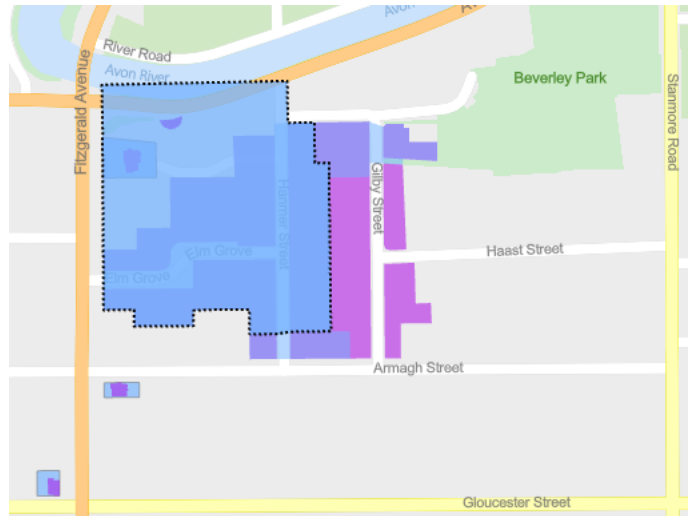 Avon
A
River Road
Avon River
Beverley Park
Fitzgerald Avenue
Stanmore Road
Gilby Street
Hanmer Street
Elm Grove
Haast Street
Elm Grove
Armagh Street
Gloucester Street